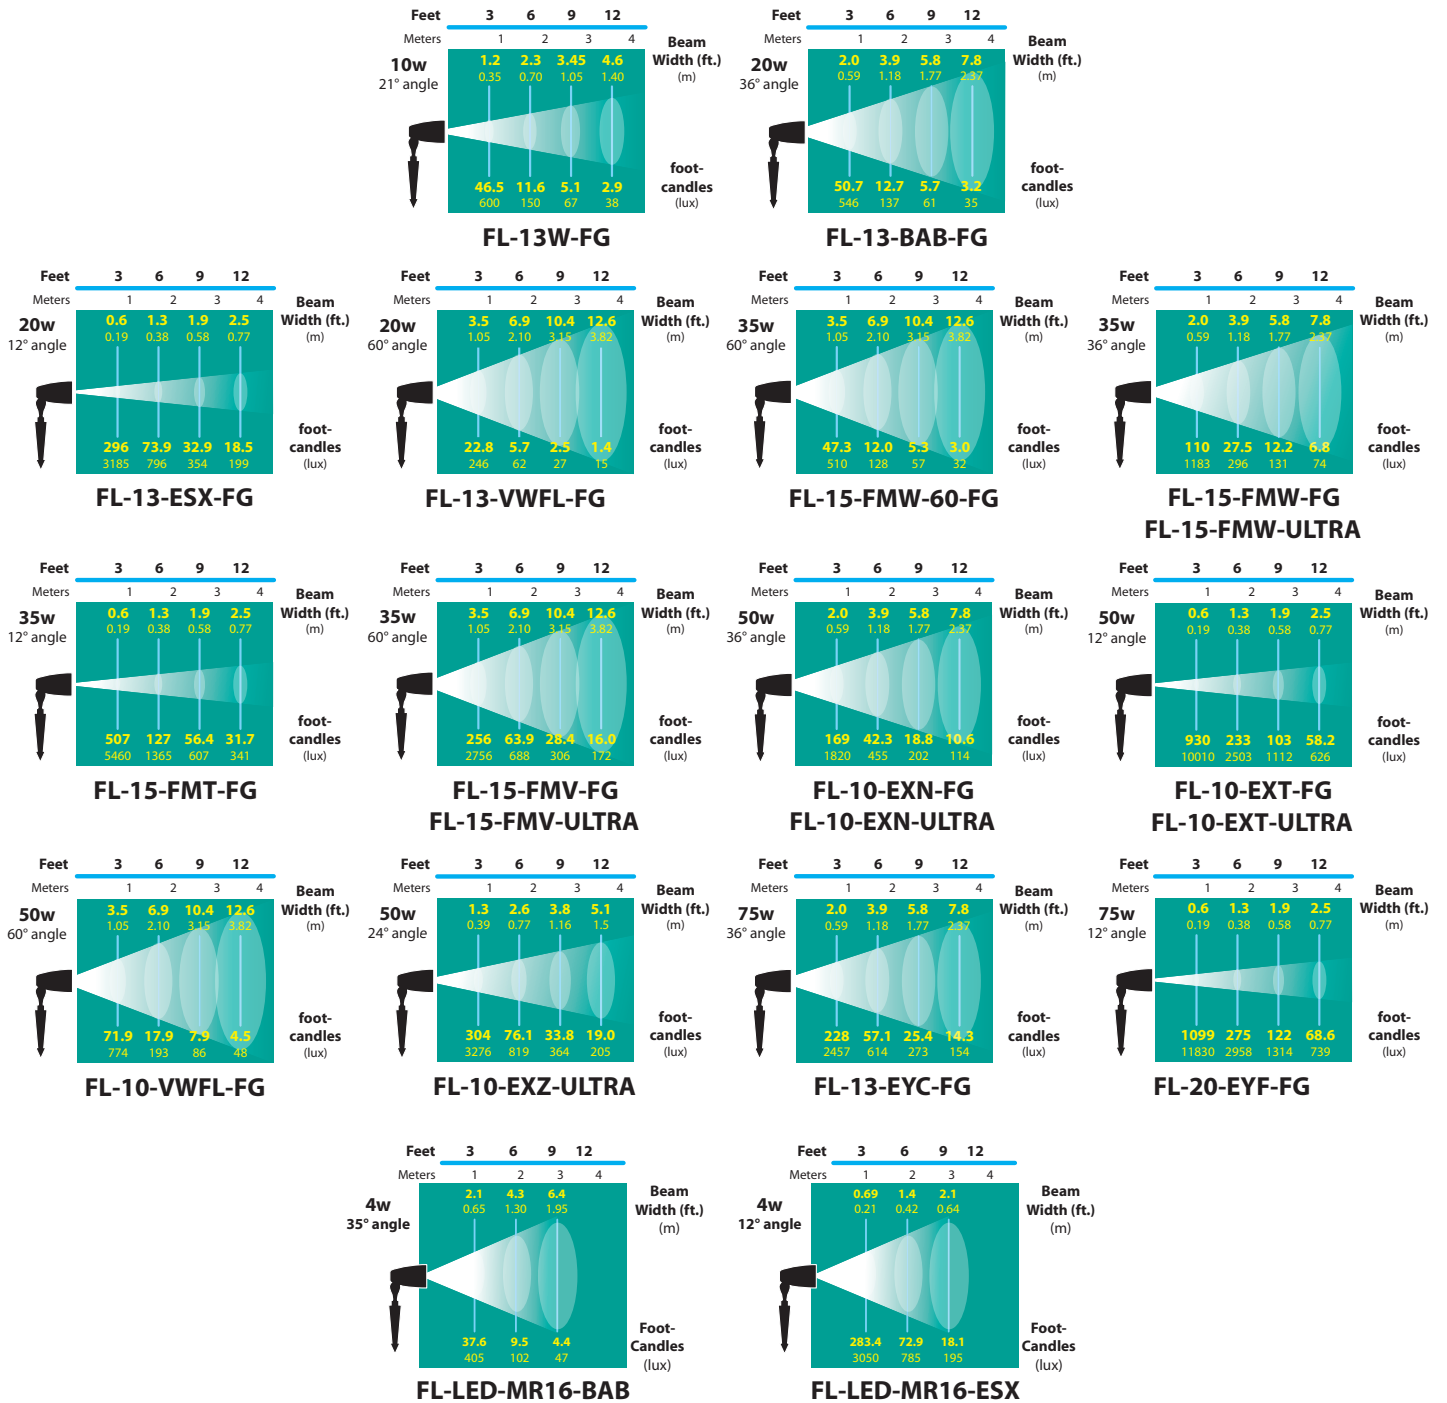 Feet 3 6 9 12
Meters 1 2 3 4
10w
21° angle
Beam
Width (ft.)
(m)
1.2 2.3 3.45 4.6
0.35 0.70 1.05 1.40
foot-
candles
(lux)
46.5 11.6 5.1 2.9
600 150 67 38
FL-13W-FG
Feet 3 6 9 12
Meters 1 2 3 4
20w
36° angle
Beam
Width (ft.)
(m)
2.0 3.9 5.8 7.8
0.59 1.18 1.77 2.37
foot-
candles
(lux)
50.7 12.7 5.7 3.2
546 137 61 35
FL-13-BAB-FG
Feet 3 6 9 12
Meters 1 2 3 4
20w
12° angle
Beam
Width (ft.)
(m)
0.6 1.3 1.9 2.5
0.19 0.38 0.58 0.77
foot-
candles
(lux)
296 73.9 32.9 18.5
3185 796 354 199
FL-13-ESX-FG
Feet 3 6 9 12
Meters 1 2 3 4
20w
60° angle
Beam
Width (ft.)
(m)
3.5 6.9 10.4 12.6
1.05 2.10 3.15 3.82
foot-
candles
(lux)
22.8 5.7 2.5 1.4
246 62 27 15
FL-13-VWFL-FG
Feet 3 6 9 12
Meters 1 2 3 4
35w
60° angle
Beam
Width (ft.)
(m)
3.5 6.9 10.4 12.6
1.05 2.10 3.15 3.82
foot-
candles
(lux)
47.3 12.0 5.3 3.0
510 128 57 32
FL-15-FMW-60-FG
Feet 3 6 9 12
Meters 1 2 3 4
35w
36° angle
Beam
Width (ft.)
(m)
2.0 3.9 5.8 7.8
0.59 1.18 1.77 2.37
foot-
candles
(lux)
110 27.5 12.2 6.8
1183 296 131 74
FL-15-FMW-FG
FL-15-FMW-ULTRA
Feet 3 6 9 12
Meters 1 2 3 4
35w
12° angle
Beam
Width (ft.)
(m)
0.6 1.3 1.9 2.5
0.19 0.38 0.58 0.77
foot-
candles
(lux)
507 127 56.4 31.7
5460 1365 607 341
FL-15-FMT-FG
Feet 3 6 9 12
Meters 1 2 3 4
35w
60° angle
Beam
Width (ft.)
(m)
3.5 6.9 10.4 12.6
1.05 2.10 3.15 3.82
foot-
candles
(lux)
256 63.9 28.4 16.0
2756 688 306 172
FL-15-FMV-FG
FL-15-FMV-ULTRA
Feet 3 6 9 12
Meters 1 2 3 4
50w
36° angle
Beam
Width (ft.)
(m)
2.0 3.9 5.8 7.8
0.59 1.18 1.77 2.37
foot-
candles
(lux)
169 42.3 18.8 10.6
1820 455 202 114
FL-10-EXN-FG
FL-10-EXN-ULTRA
Feet 3 6 9 12
Meters 1 2 3 4
50w
12° angle
Beam
Width (ft.)
(m)
0.6 1.3 1.9 2.5
0.19 0.38 0.58 0.77
foot-
candles
(lux)
930 233 103 58.2
10010 2503 1112 626
FL-10-EXT-FG
FL-10-EXT-ULTRA
Feet 3 6 9 12
Meters 1 2 3 4
50w
60° angle
Beam
Width (ft.)
(m)
3.5 6.9 10.4 12.6
1.05 2.10 3.15 3.82
foot-
candles
(lux)
71.9 17.9 7.9 4.5
774 193 86 48
FL-10-VWFL-FG
Feet 3 6 9 12
Meters 1 2 3 4
50w
24° angle
Beam
Width (ft.)
(m)
1.3 2.6 3.8 5.1
0.39 0.77 1.16 1.5
foot-
candles
(lux)
304 76.1 33.8 19.0
3276 819 364 205
FL-10-EXZ-ULTRA
Feet 3 6 9 12
Meters 1 2 3 4
75w
36° angle
Beam
Width (ft.)
(m)
2.0 3.9 5.8 7.8
0.59 1.18 1.77 2.37
foot-
candles
(lux)
228 57.1 25.4 14.3
2457 614 273 154
FL-13-EYC-FG
Feet 3 6 9 12
Meters 1 2 3 4
75w
12° angle
Beam
Width (ft.)
(m)
0.6 1.3 1.9 2.5
0.19 0.38 0.58 0.77
foot-
candles
(lux)
1099 275 122 68.6
11830 2958 1314 739
FL-20-EYF-FG
Feet 3 6 9 12
Meters 1 2 3 4
4w
35° angle
Beam
Width (ft.)
(m)
2.1 4.3 6.4
0.65 1.30 1.95
Foot-
Candles
(lux)
37.6 9.5 4.4
405 102 47
FL-LED-MR16-BAB
Feet 3 6 9 12
Meters 1 2 3 4
4w
12° angle
Beam
Width (ft.)
(m)
0.69 1.4 2.1
0.21 0.42 0.64
Foot-
Candles
(lux)
283.4 72.9 18.1
3050 785 195
FL-LED-MR16-ESX